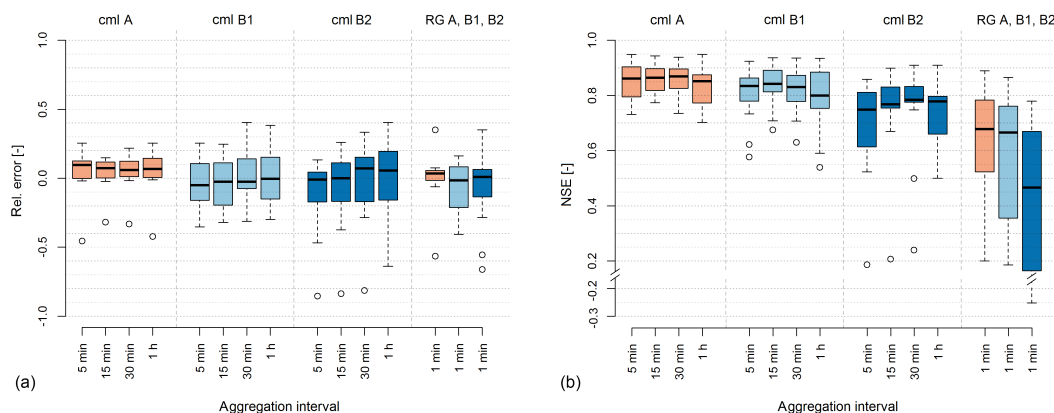 cml A cml B1 cml B2 RG A, B1, B2
1.0
0.5
0.0
-0.5
-1.0
Rel. error [-]
5 min 15 min 30 min 1 h 5 min 15 min 30 min 1 h 5 min 15 min 30 min 1 h 1 min 1 min 1 min
(a)
Aggregation interval
cml A cml B1 cml B2 RG A, B1, B2
1.0
0.8
0.6
0.4
0.2
-0.2
-0.3
-0.2
NSE [-]
5 min 15 min 30 min 1 h 5 min 15 min 30 min 1 h 5 min 15 min 30 min 1 h 1 min 1 min 1 min
(b)
Aggregation interval